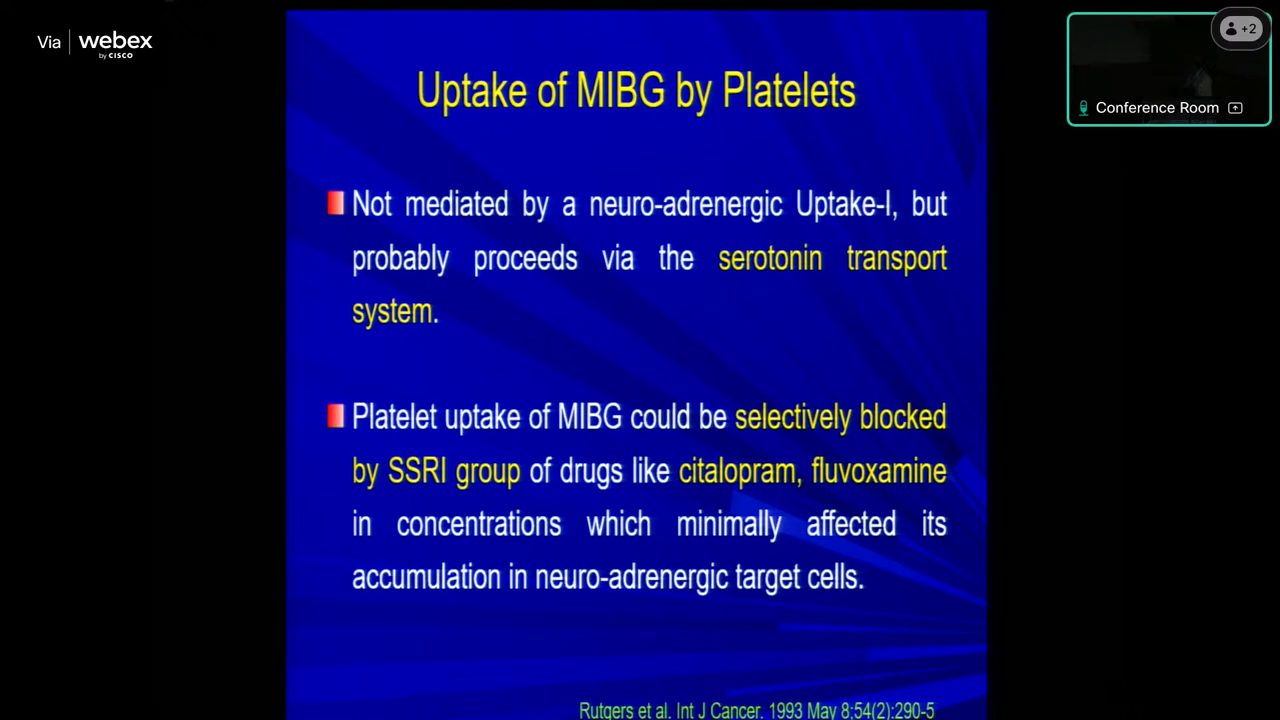 Via webex
by CISCO
+2
Conference Room
Uptake of MIBG by Platelets
Not mediated by a neuro-adrenergic Uptake-I, but
probably proceeds via the serotonin transport
system.
Platelet uptake of MIBG could be selectively blocked
by SSRI group of drugs like citalopram, fluvoxamine
in concentrations which minimally affected its
accumulation in neuro-adrenergic target cells.
Rutgers et al. Int J Cancer. 1993 May 8;54(2):290-5